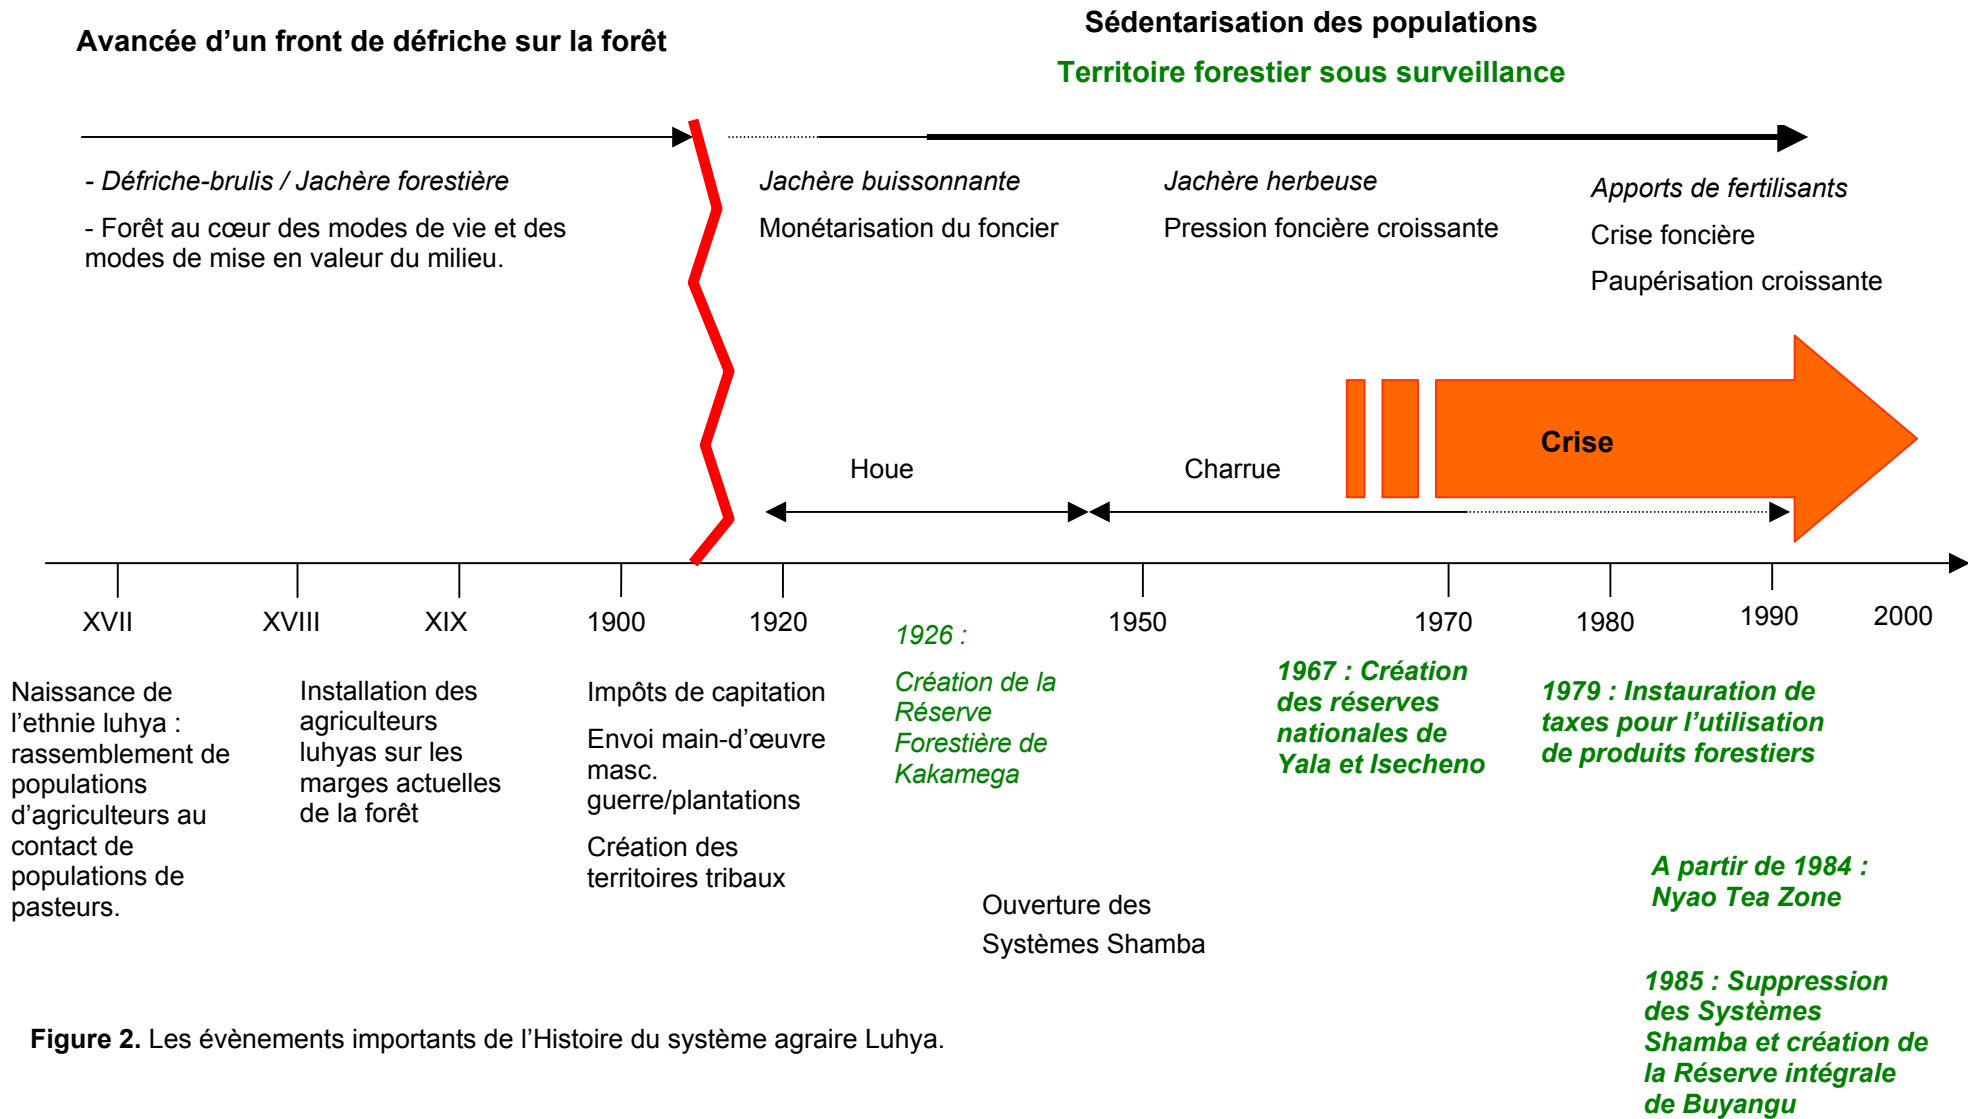 Avancée d’un front de défriche sur la forêt
Sédentarisation des populations
Territoire forestier sous surveillance
- Défriche-brulis / Jachère forestière
- Forêt au cœur des modes de vie et des
modes de mise en valeur du milieu.
Jachère buissonnante
Monétarisation du foncier
Jachère herbeuse
Pression foncière croissante
Apports de fertilisants
Crise foncière
Paupérisation croissante
Crise
Houe
Charrue
XVII
XVIII
XIX
1900
1920
1950
1970
1980
1990
2000
Naissance de
l’ethnie luhya :
rassemblement de
populations
d’agriculteurs au
contact de
populations de
pasteurs.
Installation des
agriculteurs
luhyas sur les
marges actuelles
de la forêt
Impôts de capitation
Envoi main-d’œuvre
masc.
guerre/plantations
Création des
territoires tribaux
1926 :
Création de la
Réserve
Forestière de
Kakamega
Ouverture des
Systèmes Shamba
1967 : Création
des réserves
nationales de
Yala et Isecheno
1979 : Instauration de
taxes pour l’utilisation
de produits forestiers
A partir de 1984 :
Nyao Tea Zone
1985 : Suppression
des Systèmes
Shamba et création de
la Réserve intégrale
de Buyangu
Figure 2. Les évènements importants de l’Histoire du système agraire Luhya.